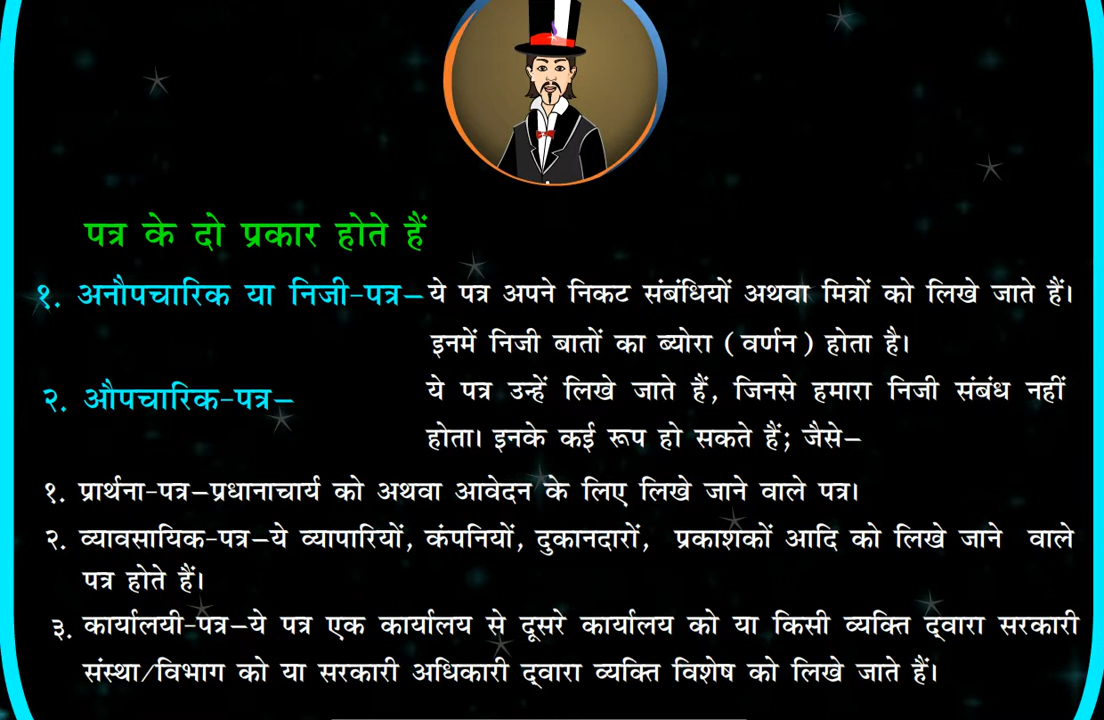 पत्र के दो प्रकार होते हैं
१. अनौपचारिक या निजी-पत्र– ये पत्र अपने निकट संबंधियों अथवा मित्रों को लिखे जाते हैं।
इनमें निजी बातों का ब्योरा ( वर्णन ) होता है।
२. औपचारिक-पत्र– ये पत्र उन्हें लिखे जाते हैं, जिनसे हमारा निजी संबंध नहीं
होता। इनके कई रूप हो सकते हैं; जैसे–
१. प्रार्थना-पत्र–प्रधानाचार्य को अथवा आवेदन के लिए लिखे जाने वाले पत्र।
२. व्यावसायिक-पत्र–ये व्यापारियों, कंपनियों, दुकानदारों, प्रकाशकों आदि को लिखे जाने वाले
पत्र होते हैं।
३. कार्यालयी-पत्र–ये पत्र एक कार्यालय से दूसरे कार्यालय को या किसी व्यक्ति द्वारा सरकारी
संस्था/विभाग को या सरकारी अधिकारी द्वारा व्यक्ति विशेष को लिखे जाते हैं।